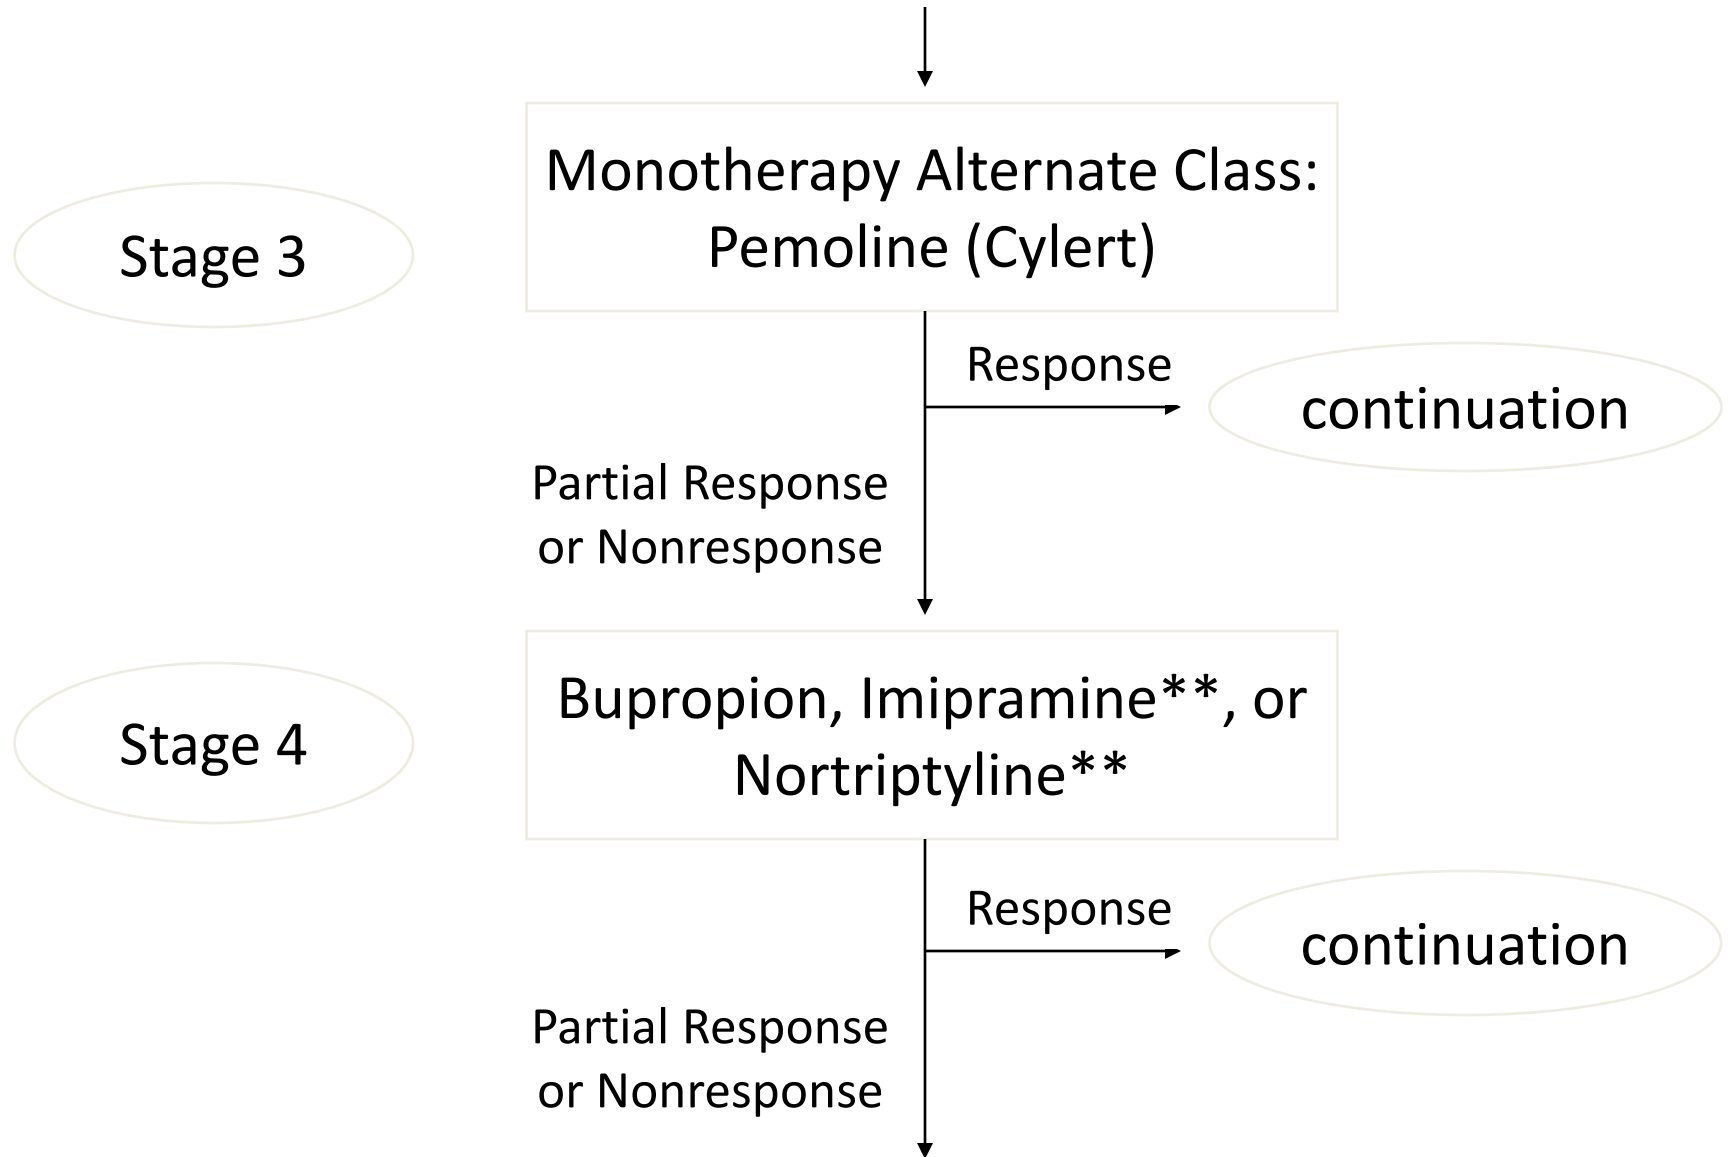 Monotherapy Alternate Class:
Pemoline (Cylert)
Stage 3
Response
continuation
Partial Response
or Nonresponse
Bupropion, Imipramine**, or
Nortriptyline**
Stage 4
Response
continuation
Partial Response
or Nonresponse